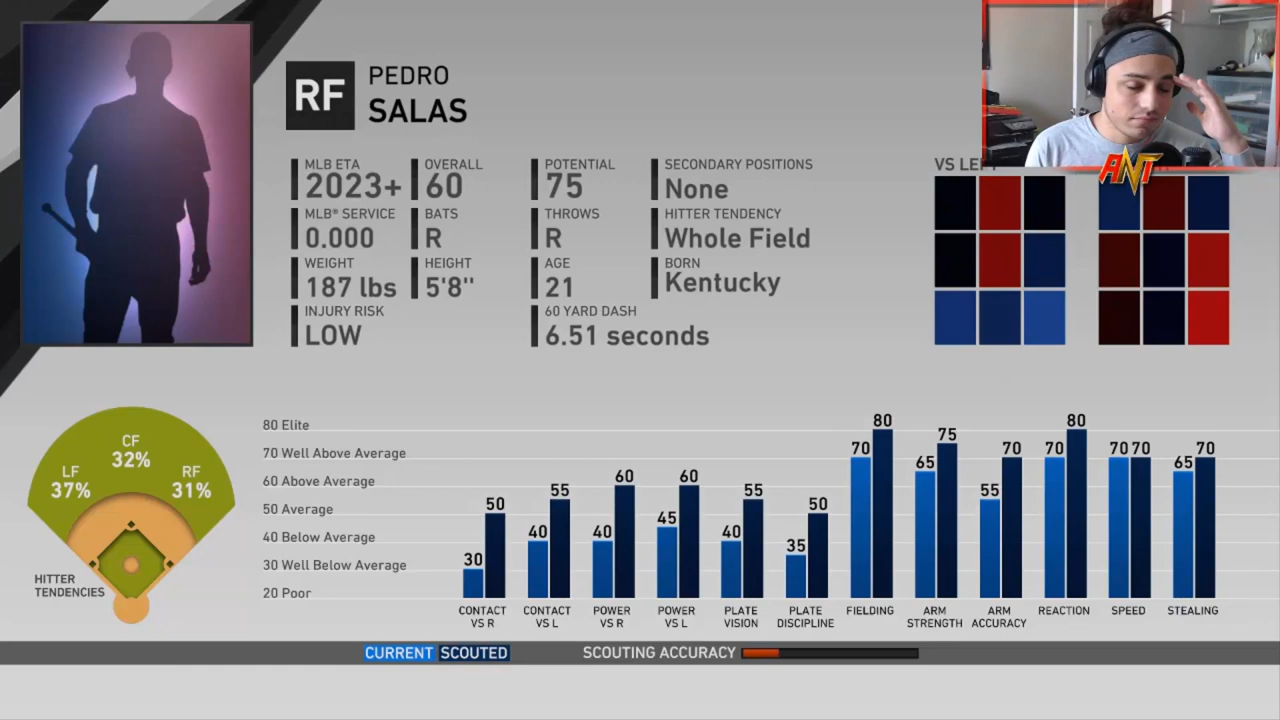 RF
PEDRO
SALAS
MLB ETA
2023+
OVERALL
60
POTENTIAL
75
SECONDARY POSITIONS
None
MLB® SERVICE
0.000
BATS
R
THROWS
R
HITTER TENDENCY
Whole Field
WEIGHT
187 lbs
HEIGHT
5'8"
AGE
21
BORN
Kentucky
INJURY RISK
LOW
60 YARD DASH
6.51 seconds
VS LEFT
ANT
CF
32%
LF
37%
RF
31%
HITTER
TENDENCIES
80 Elite
70 Well Above Average
60 Above Average
50 Average
40 Below Average
30 Well Below Average
20 Poor
30 50
40 55
40 60
45 60
40 55
35 50
70 80
65 75
55 70
70 80
70 70
65 70
CONTACT
VS R
CONTACT
VS L
POWER
VS R
POWER
VS L
PLATE
VISION
PLATE
DISCIPLINE
FIELDING
ARM
STRENGTH
ARM
ACCURACY
REACTION
SPEED
STEALING
CURRENT SCOUTED
SCOUTING ACCURACY